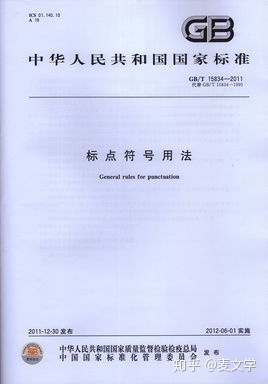 ICS 01.140.10
A 19
GB
中华人民共和国国家标准
GB/T 15834—2011
代替 GB/T 15834—1995
标点符号用法
General rules for punctuation
2011-12-30 发布
2012-06-01 实施
中华人民共和国国家质量监督检验检疫总局
中国国家标准化管理委员会
发布
知乎 @麦文学